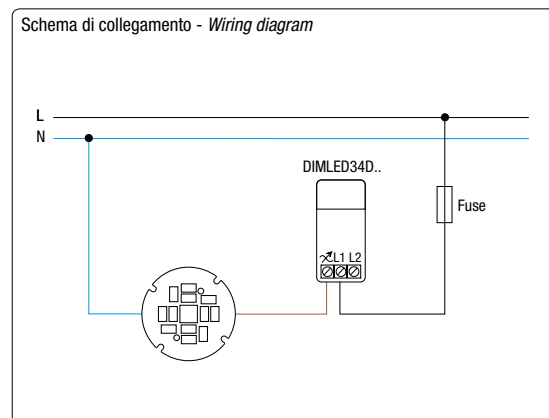 Schema di collegamento - Wiring diagram
L
N
DIMLED34D..
Fuse
L1 L2